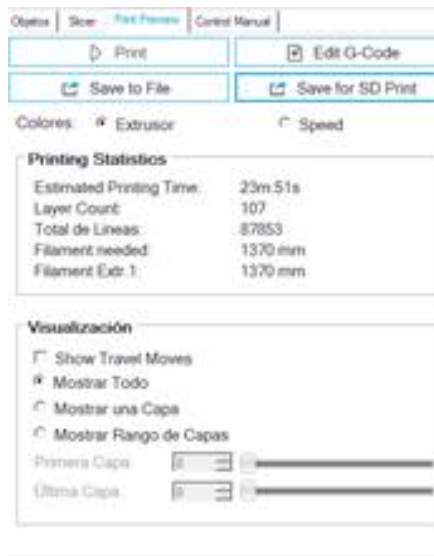 Objetos Slicer Print Preview Control Manual
Print Edit G-Code
Save to File Save for SD Print
Colores: Extrusor Speed
Printing Statistics
Estimated Printing Time: 23m:51s
Layer Count: 107
Total de Lineas: 87853
Filament needed: 1370 mm
Filament Extr.1: 1370 mm
Visualización
Show Travel Moves
Mostrar Todo
Mostrar una Capa
Mostrar Rango de Capas
Primera Capa: 0
Última Capa: 0